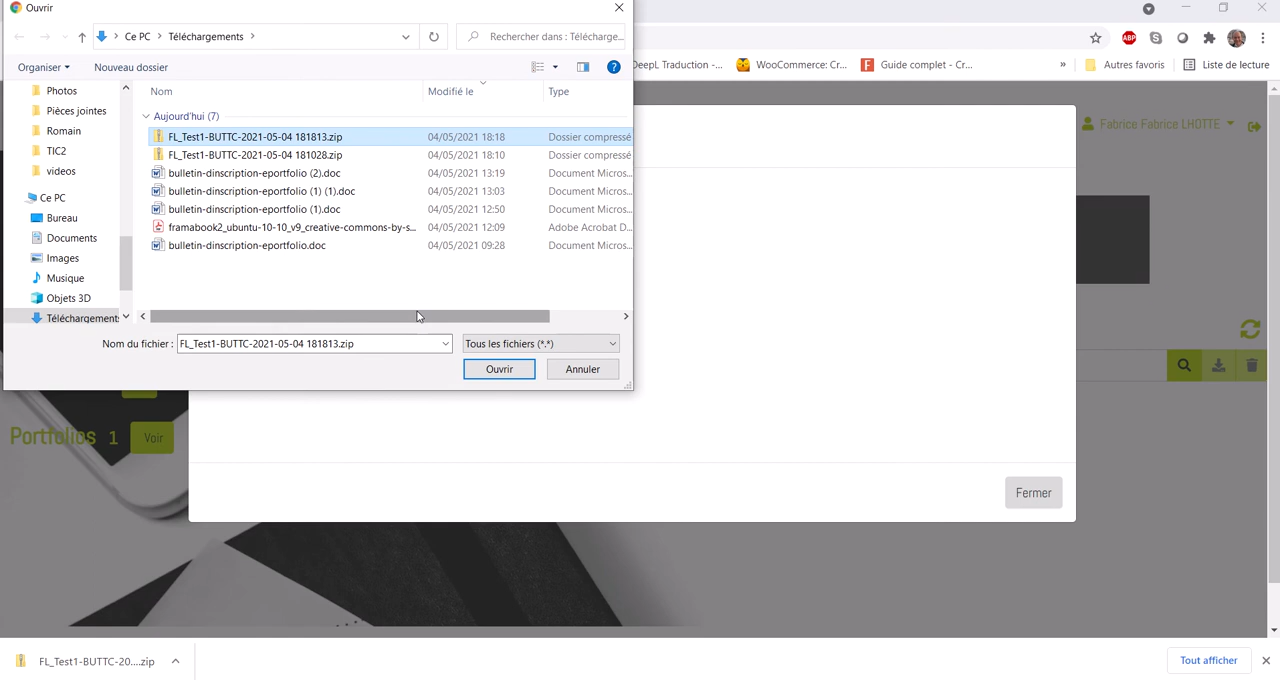 Ouvrir
Ce PC
Téléchargements
Rechercher dans : Télécharge...
Organiser
Nouveau dossier
Photos
Pièces jointes
Romain
TIC2
videos
Ce PC
Bureau
Documents
Images
Musique
Objets 3D
Téléchargements
Nom
Modifié le
Type
Aujourd'hui (7)
FL_Test1-BUTTC-2021-05-04 181813.zip 04/05/2021 18:18 Dossier compressé
FL_Test1-BUTTC-2021-05-04 181028.zip 04/05/2021 18:10 Dossier compressé
bulletin-dinscription-eportfolio (2).doc 04/05/2021 13:19 Document Micros...
bulletin-dinscription-eportfolio (1) (1).doc 04/05/2021 13:03 Document Micros...
bulletin-dinscription-eportfolio (1).doc 04/05/2021 12:50 Document Micros...
framabook2_ubuntu-10-10_v9_creative-commons-by-s... 04/05/2021 12:09 Adobe Acrobat D...
bulletin-dinscription-eportfolio.doc 04/05/2021 09:28 Document Micros...
Nom du fichier : FL_Test1-BUTTC-2021-05-04 181813.zip
Tous les fichiers (*.*)
Ouvrir
Annuler
ABP
DeepL Traduction -...
WooCommerce: Cr...
F
Guide complet - Cr...
»
Autres favoris
Liste de lecture
Fabrice Fabrice LHOTTE
Portfolios 1 Voir
Fermer
FL_Test1-BUTTC-20....zip
Tout afficher